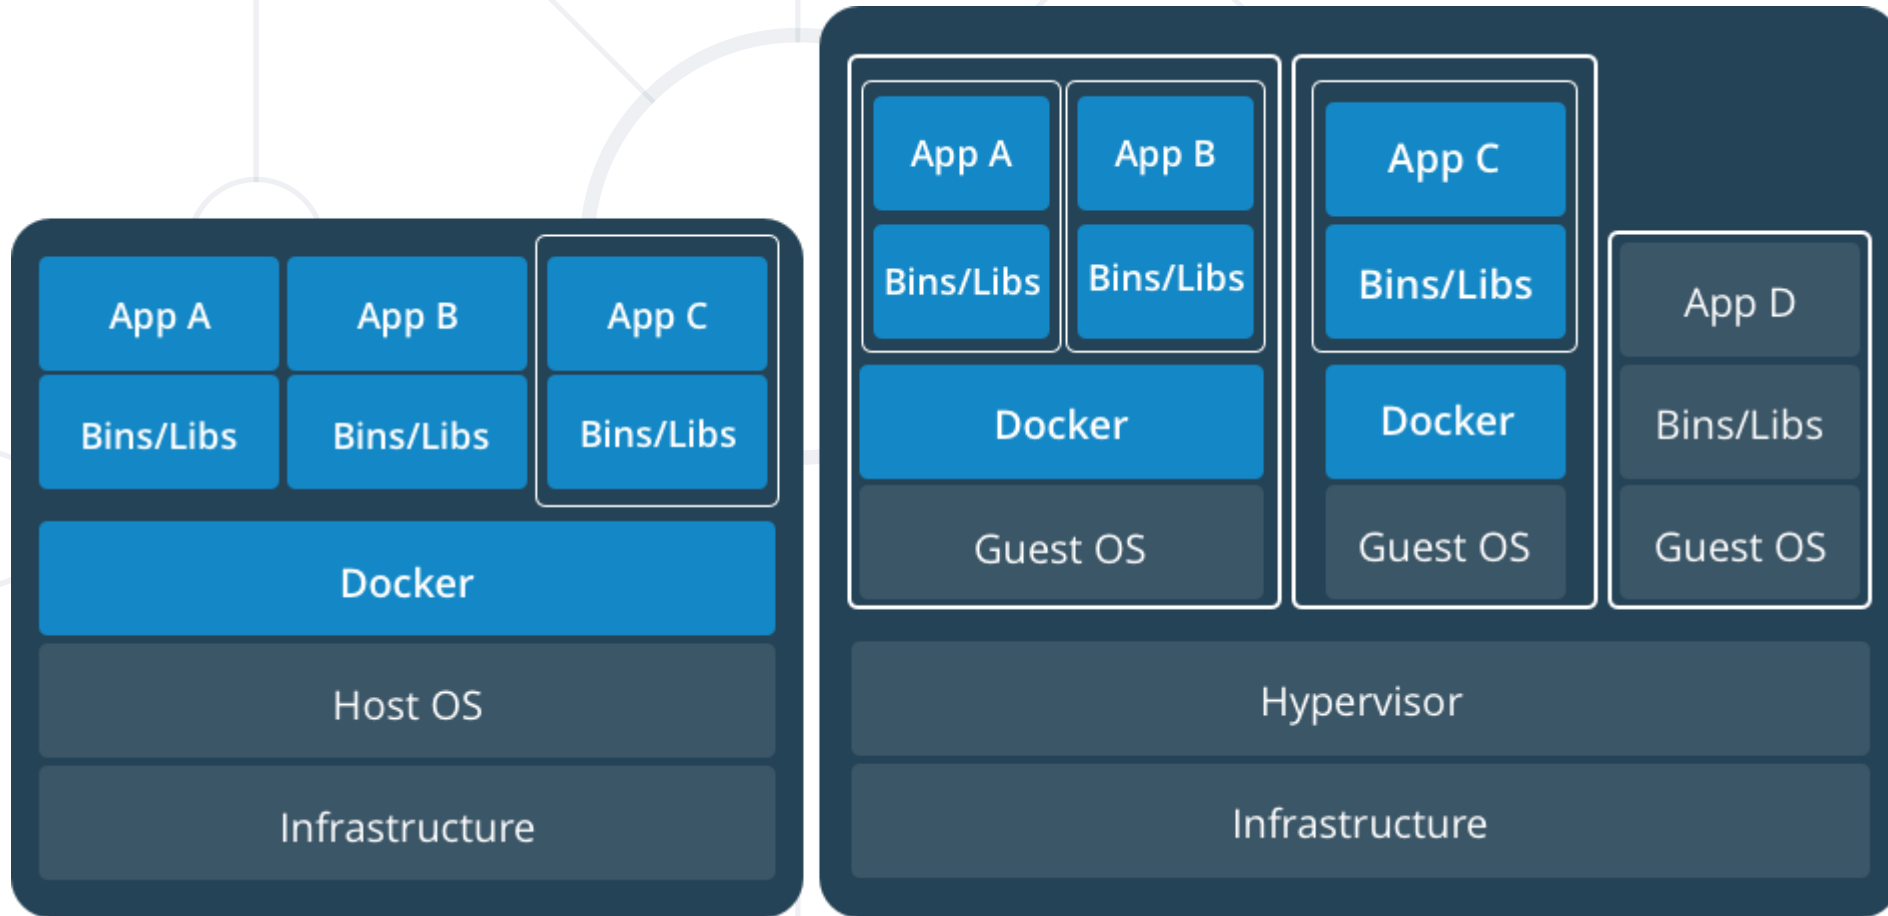 App A
App B
App C
Bins/Libs
Bins/Libs
Bins/Libs
Docker
Host OS
Infrastructure
App A
App B
Bins/Libs
Bins/Libs
Docker
Guest OS
App C
Bins/Libs
Docker
Guest OS
App D
Bins/Libs
Guest OS
Hypervisor
Infrastructure